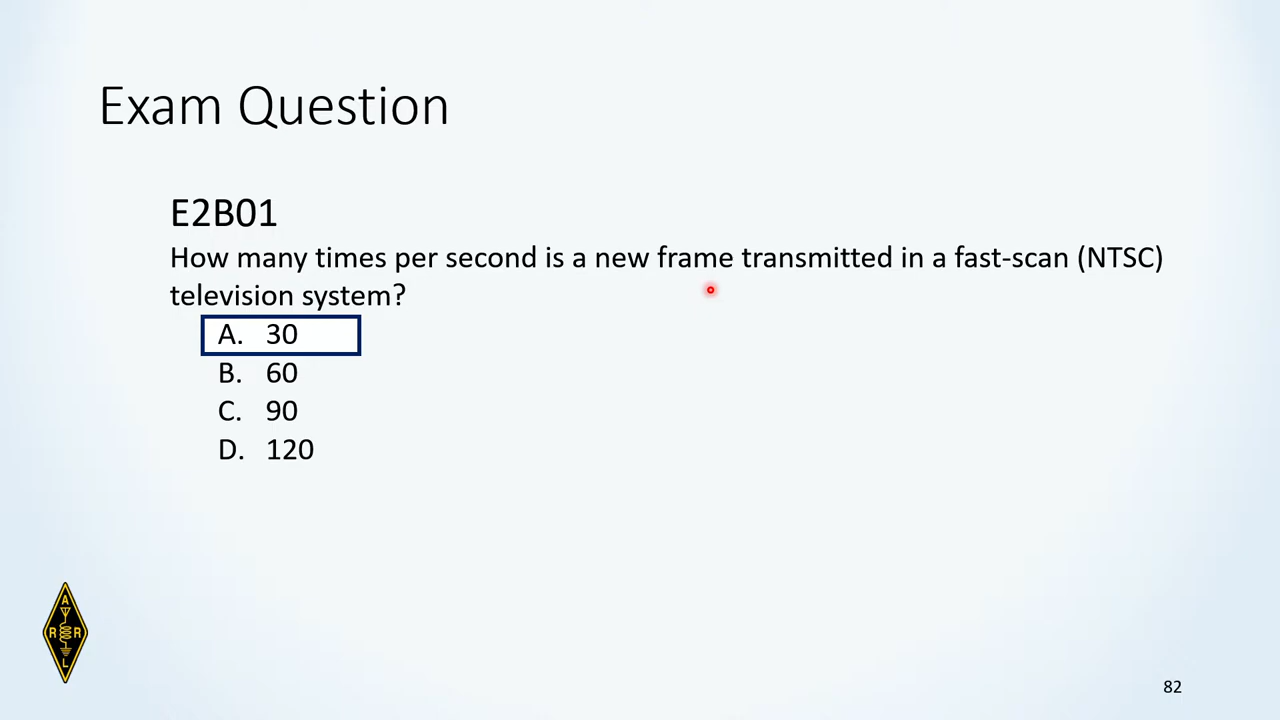 Exam Question
E2B01
How many times per second is a new frame transmitted in a fast-scan (NTSC)
television system?
A. 30
B. 60
C. 90
D. 120
A
R R
L
82